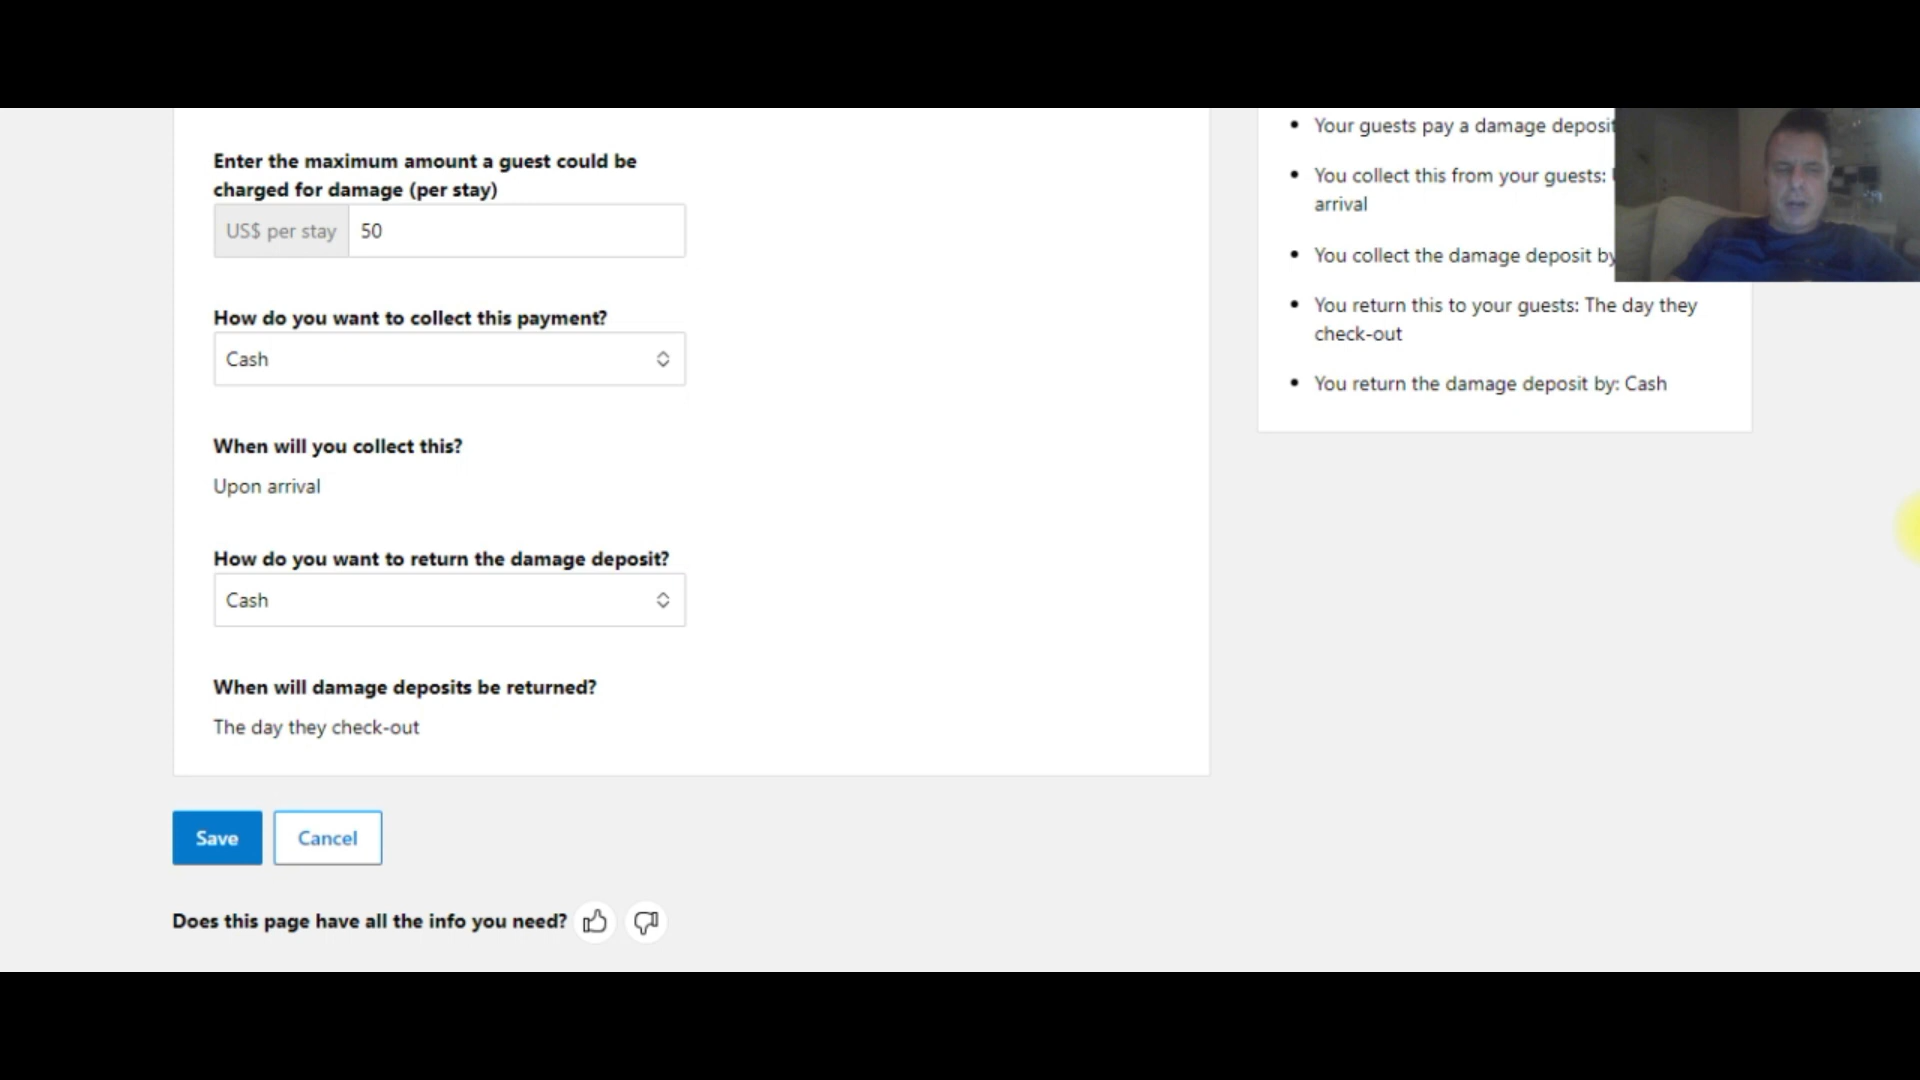 Enter the maximum amount a guest could be
charged for damage (per stay)
US$ per stay 50
How do you want to collect this payment?
Cash
When will you collect this?
Upon arrival
How do you want to return the damage deposit?
Cash
When will damage deposits be returned?
The day they check-out
Save Cancel
Does this page have all the info you need?
Your guests pay a damage deposit
You collect this from your guests:
arrival
You collect the damage deposit by
You return this to your guests: The day they
check-out
You return the damage deposit by: Cash